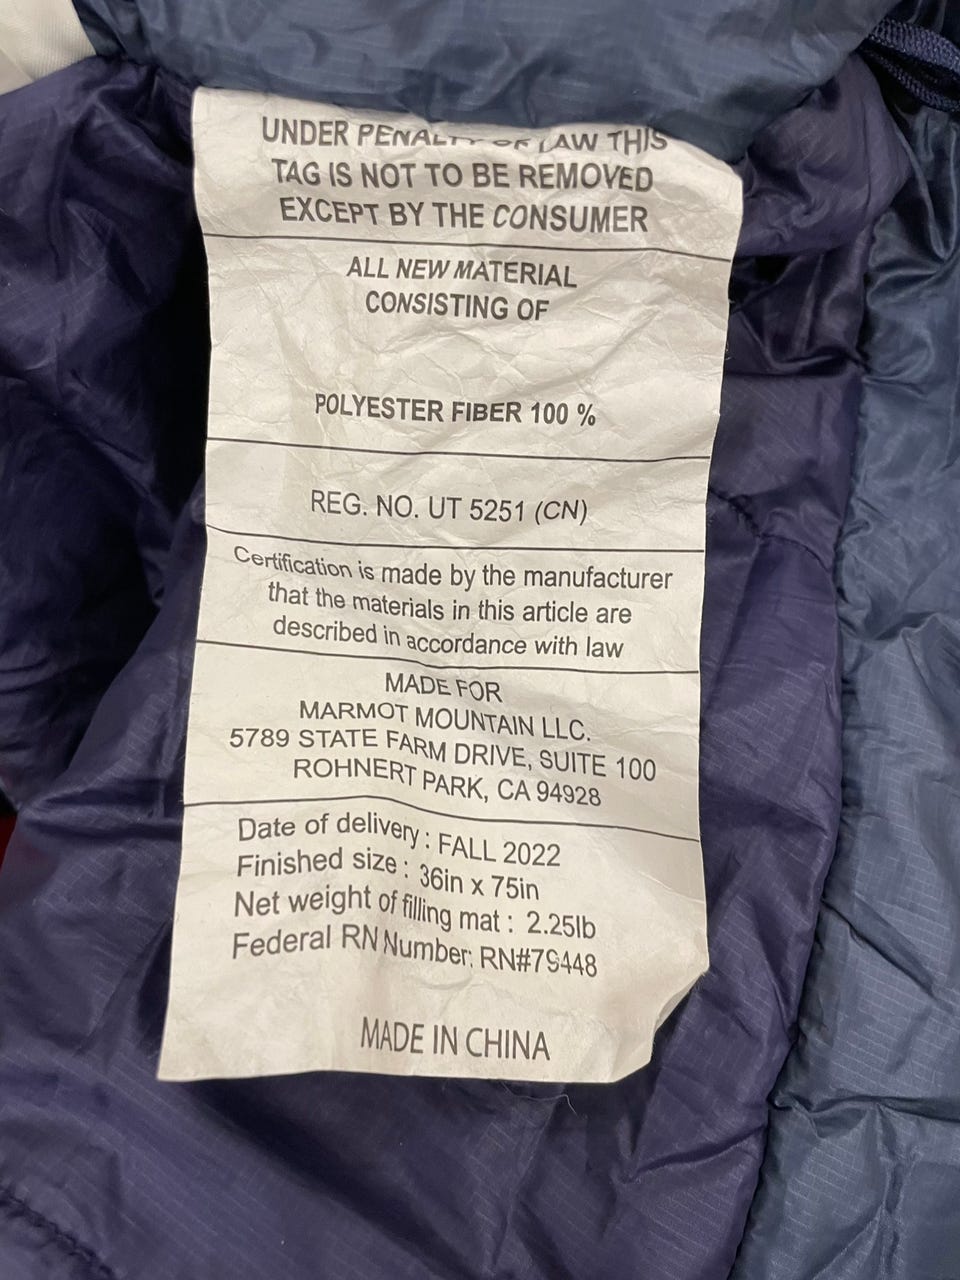 UNDER PENALTY OF LAW THIS
TAG IS NOT TO BE REMOVED
EXCEPT BY THE CONSUMER
ALL NEW MATERIAL
CONSISTING OF
POLYESTER FIBER 100 %
REG. NO. UT 5251 (CN)
Certification is made by the manufacturer
that the materials in this article are
described in accordance with law
MADE FOR
MARMOT MOUNTAIN LLC.
5789 STATE FARM DRIVE, SUITE 100
ROHNERT PARK, CA 94928
Date of delivery : FALL 2022
Finished size : 36in x 75in
Net weight of filling mat : 2.25lb
Federal RN Number: RN#79448
MADE IN CHINA